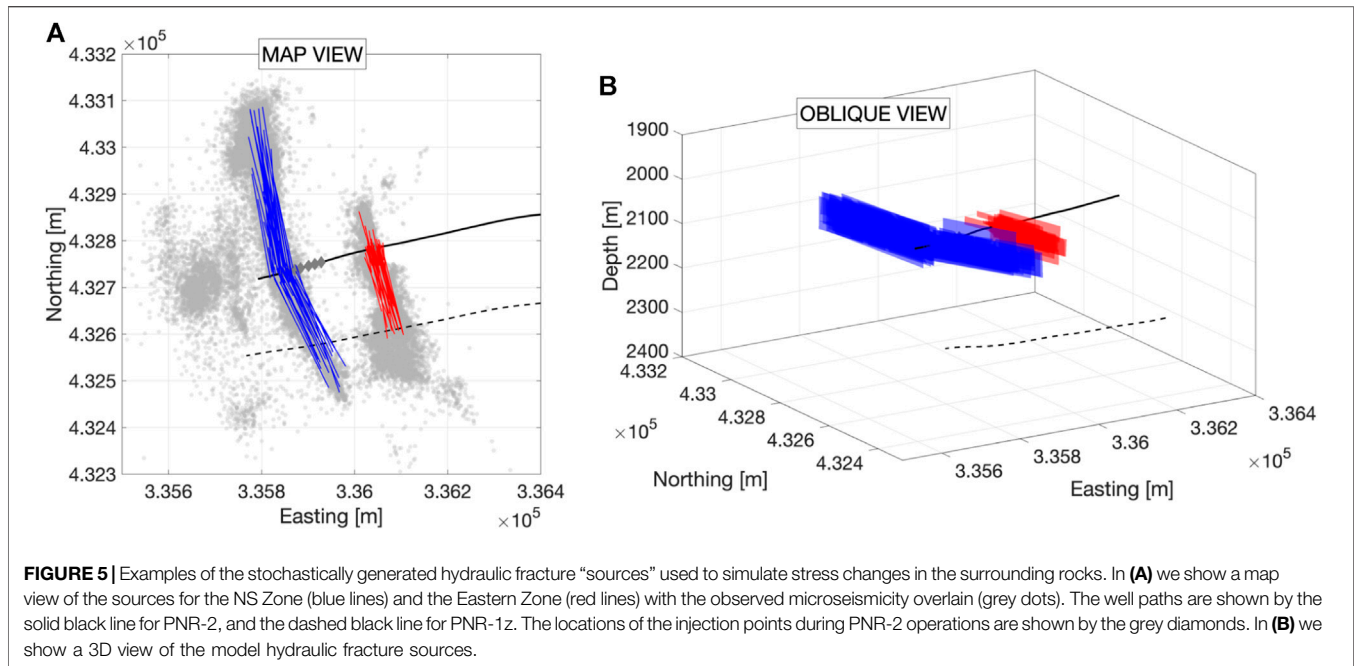 A
×10⁵
MAP VIEW
4.332
4.331
4.33
4.329
4.328
4.327
4.326
4.325
4.324
4.323
Northing [m]
3.356
3.358
3.36
3.362
3.364
Easting [m]
×10⁵
B
OBLIQUE VIEW
1900
2000
2100
2200
2300
2400
Depth [m]
4.332
4.33
4.328
4.326
4.324
×10⁵
Northing [m]
3.356
3.358
3.36
3.362
3.364
×10⁵
Easting [m]
FIGURE 5 | Examples of the stochastically generated hydraulic fracture “sources” used to simulate stress changes in the surrounding rocks. In (A) we show a map
view of the sources for the NS Zone (blue lines) and the Eastern Zone (red lines) with the observed microseismicity overlain (grey dots). The well paths are shown by the
solid black line for PNR-2, and the dashed black line for PNR-1z. The locations of the injection points during PNR-2 operations are shown by the grey diamonds. In (B) we
show a 3D view of the model hydraulic fracture sources.